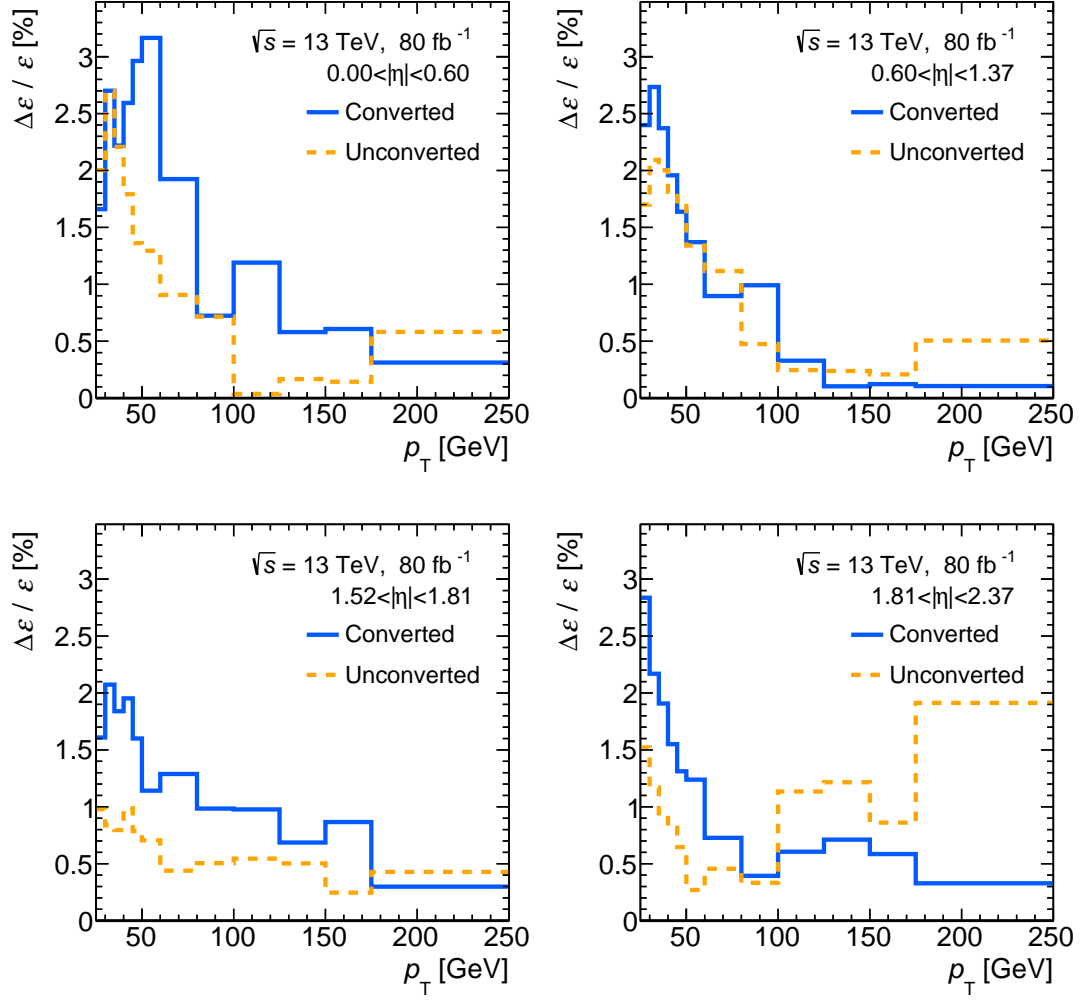 Δε / ε [%]
√s = 13 TeV, 80 fb⁻¹
0.00<|η|<0.60
Converted
Unconverted
3
2.5
2
1.5
1
0.5
0
50 100 150 200 250
p_T [GeV]
Δε / ε [%]
√s = 13 TeV, 80 fb⁻¹
0.60<|η|<1.37
Converted
Unconverted
3
2.5
2
1.5
1
0.5
0
50 100 150 200 250
p_T [GeV]
Δε / ε [%]
√s = 13 TeV, 80 fb⁻¹
1.52<|η|<1.81
Converted
Unconverted
3
2.5
2
1.5
1
0.5
0
50 100 150 200 250
p_T [GeV]
Δε / ε [%]
√s = 13 TeV, 80 fb⁻¹
1.81<|η|<2.37
Converted
Unconverted
3
2.5
2
1.5
1
0.5
0
50 100 150 200 250
p_T [GeV]